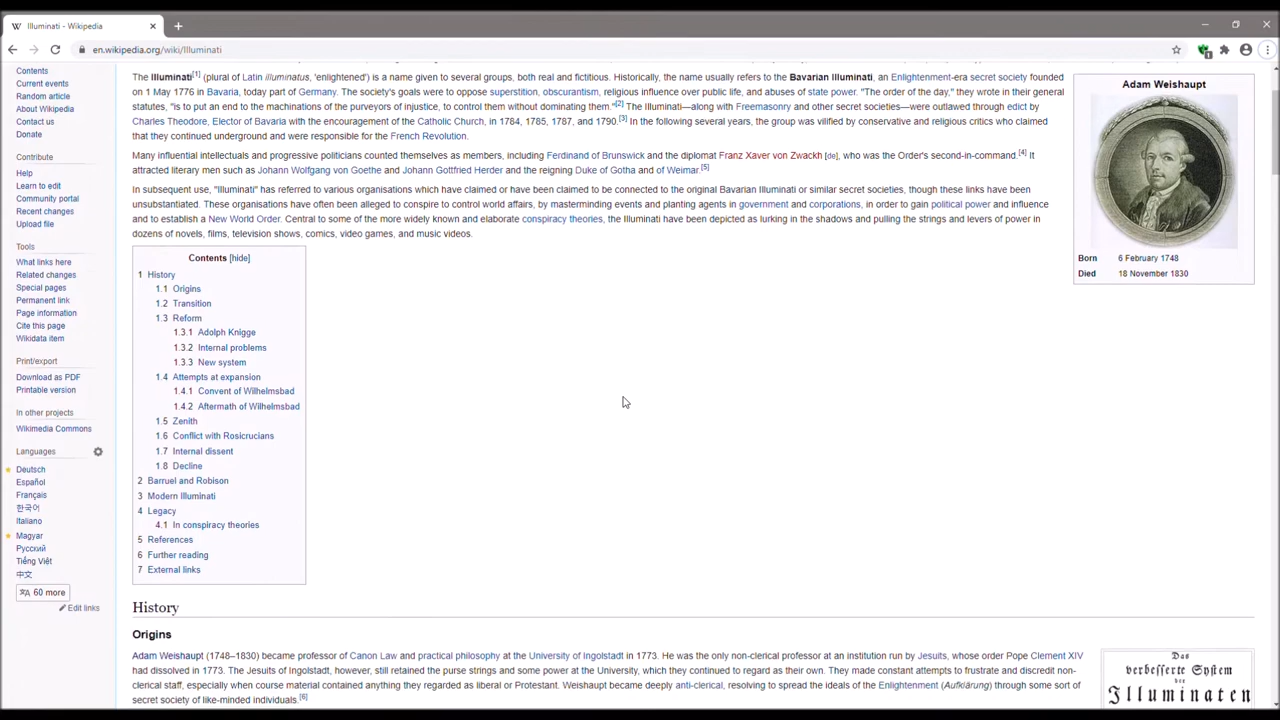 Illuminati - Wikipedia
en.wikipedia.org/wiki/Illuminati
Contents
Current events
Random article
About Wikipedia
Contact us
Donate
Contribute
Help
Learn to edit
Community portal
Recent changes
Upload file
Tools
What links here
Related changes
Special pages
Permanent link
Page information
Cite this page
Wikidata item
Print/export
Download as PDF
Printable version
In other projects
Wikimedia Commons
Languages
Deutsch
Español
Français
한국어
Italiano
Magyar
Русский
Tiếng Việt
中文
60 more
Edit links
The Illuminati[1] (plural of Latin illuminatus, 'enlightened') is a name given to several groups, both real and fictitious. Historically, the name usually refers to the Bavarian Illuminati, an Enlightenment-era secret society founded
on 1 May 1776 in Bavaria, today part of Germany. The society's goals were to oppose superstition, obscurantism, religious influence over public life, and abuses of state power. "The order of the day," they wrote in their general
statutes, "is to put an end to the machinations of the purveyors of injustice, to control them without dominating them."[2] The Illuminati—along with Freemasonry and other secret societies—were outlawed through edict by
Charles Theodore, Elector of Bavaria with the encouragement of the Catholic Church, in 1784, 1785, 1787, and 1790.[3] In the following several years, the group was vilified by conservative and religious critics who claimed
that they continued underground and were responsible for the French Revolution.
Many influential intellectuals and progressive politicians counted themselves as members, including Ferdinand of Brunswick and the diplomat Franz Xaver von Zwackh [de], who was the Order's second-in-command.[4] It
attracted literary men such as Johann Wolfgang von Goethe and Johann Gottfried Herder and the reigning Duke of Gotha and of Weimar.[5]
In subsequent use, "Illuminati" has referred to various organisations which have claimed or have been claimed to be connected to the original Bavarian Illuminati or similar secret societies, though these links have been
unsubstantiated. These organisations have often been alleged to conspire to control world affairs, by masterminding events and planting agents in government and corporations, in order to gain political power and influence
and to establish a New World Order. Central to some of the more widely known and elaborate conspiracy theories, the Illuminati have been depicted as lurking in the shadows and pulling the strings and levers of power in
dozens of novels, films, television shows, comics, video games, and music videos.
Adam Weishaupt
Born 6 February 1748
Died 18 November 1830
Contents [hide]
1 History
1.1 Origins
1.2 Transition
1.3 Reform
1.3.1 Adolph Knigge
1.3.2 Internal problems
1.3.3 New system
1.4 Attempts at expansion
1.4.1 Convent of Wilhelmsbad
1.4.2 Aftermath of Wilhelmsbad
1.5 Zenith
1.6 Conflict with Rosicrucians
1.7 Internal dissent
1.8 Decline
2 Barruel and Robison
3 Modern Illuminati
4 Legacy
4.1 In conspiracy theories
5 References
6 Further reading
7 External links
History
Origins
Adam Weishaupt (1748–1830) became professor of Canon Law and practical philosophy at the University of Ingolstadt in 1773. He was the only non-clerical professor at an institution run by Jesuits, whose order Pope Clement XIV
had dissolved in 1773. The Jesuits of Ingolstadt, however, still retained the purse strings and some power at the University, which they continued to regard as their own. They made constant attempts to frustrate and discredit non-
clerical staff, especially when course material contained anything they regarded as liberal or Protestant. Weishaupt became deeply anti-clerical, resolving to spread the ideals of the Enlightenment (Aufklärung) through some sort of
secret society of like-minded individuals.[6]
Das
verbesserte System
der
Illuminaten